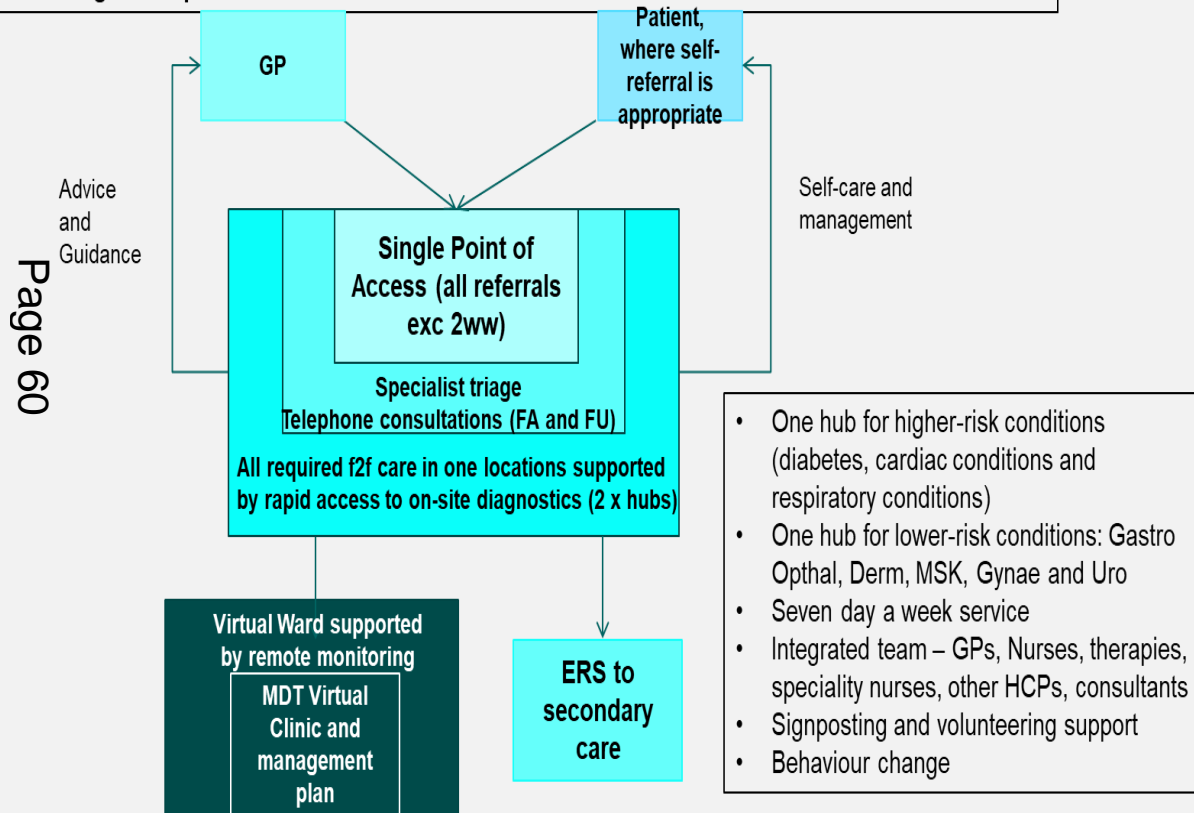 GP
Patient,
where self-
referral is
appropriate
Advice
and
Guidance
Self-care and
management
Page 60
Single Point of
Access (all referrals
exc 2ww)
Specialist triage
Telephone consultations (FA and FU)
All required f2f care in one locations supported
by rapid access to on-site diagnostics (2 x hubs)
Virtual Ward supported
by remote monitoring
MDT Virtual
Clinic and
management
plan
ERS to
secondary
care
• One hub for higher-risk conditions
(diabetes, cardiac conditions and
respiratory conditions)
• One hub for lower-risk conditions: Gastro
Opthal, Derm, MSK, Gynae and Uro
• Seven day a week service
• Integrated team – GPs, Nurses, therapies,
speciality nurses, other HCPs, consultants
• Signposting and volunteering support
• Behaviour change